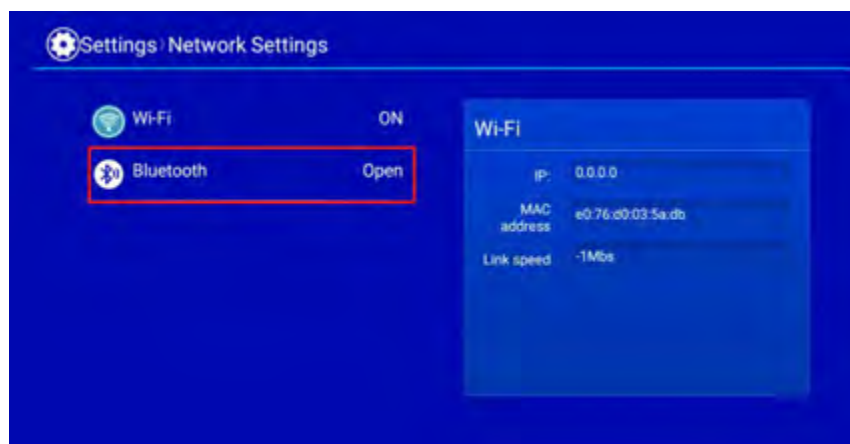 Settings › Network Settings
Wi-Fi ON
Bluetooth Open
Wi-Fi
IP: 0.0.0.0
MAC address e0:76:d0:03:5a:db
Link speed -1Mbs